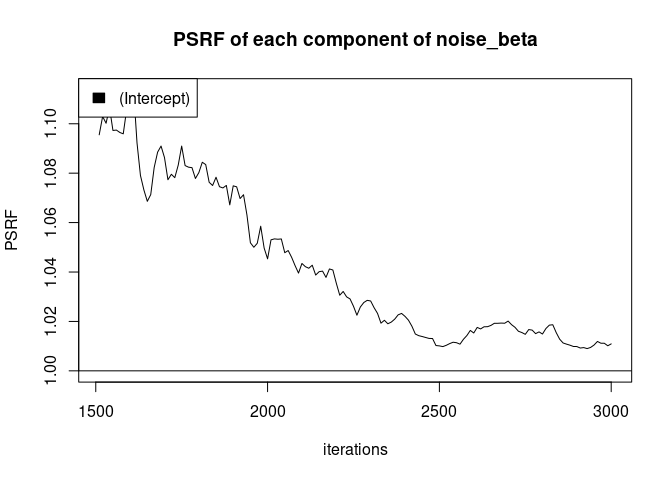 PSRF of each component of noise_beta
(Intercept)
PSRF
1.10
1.08
1.06
1.04
1.02
1.00
1500 2000 2500 3000
iterations